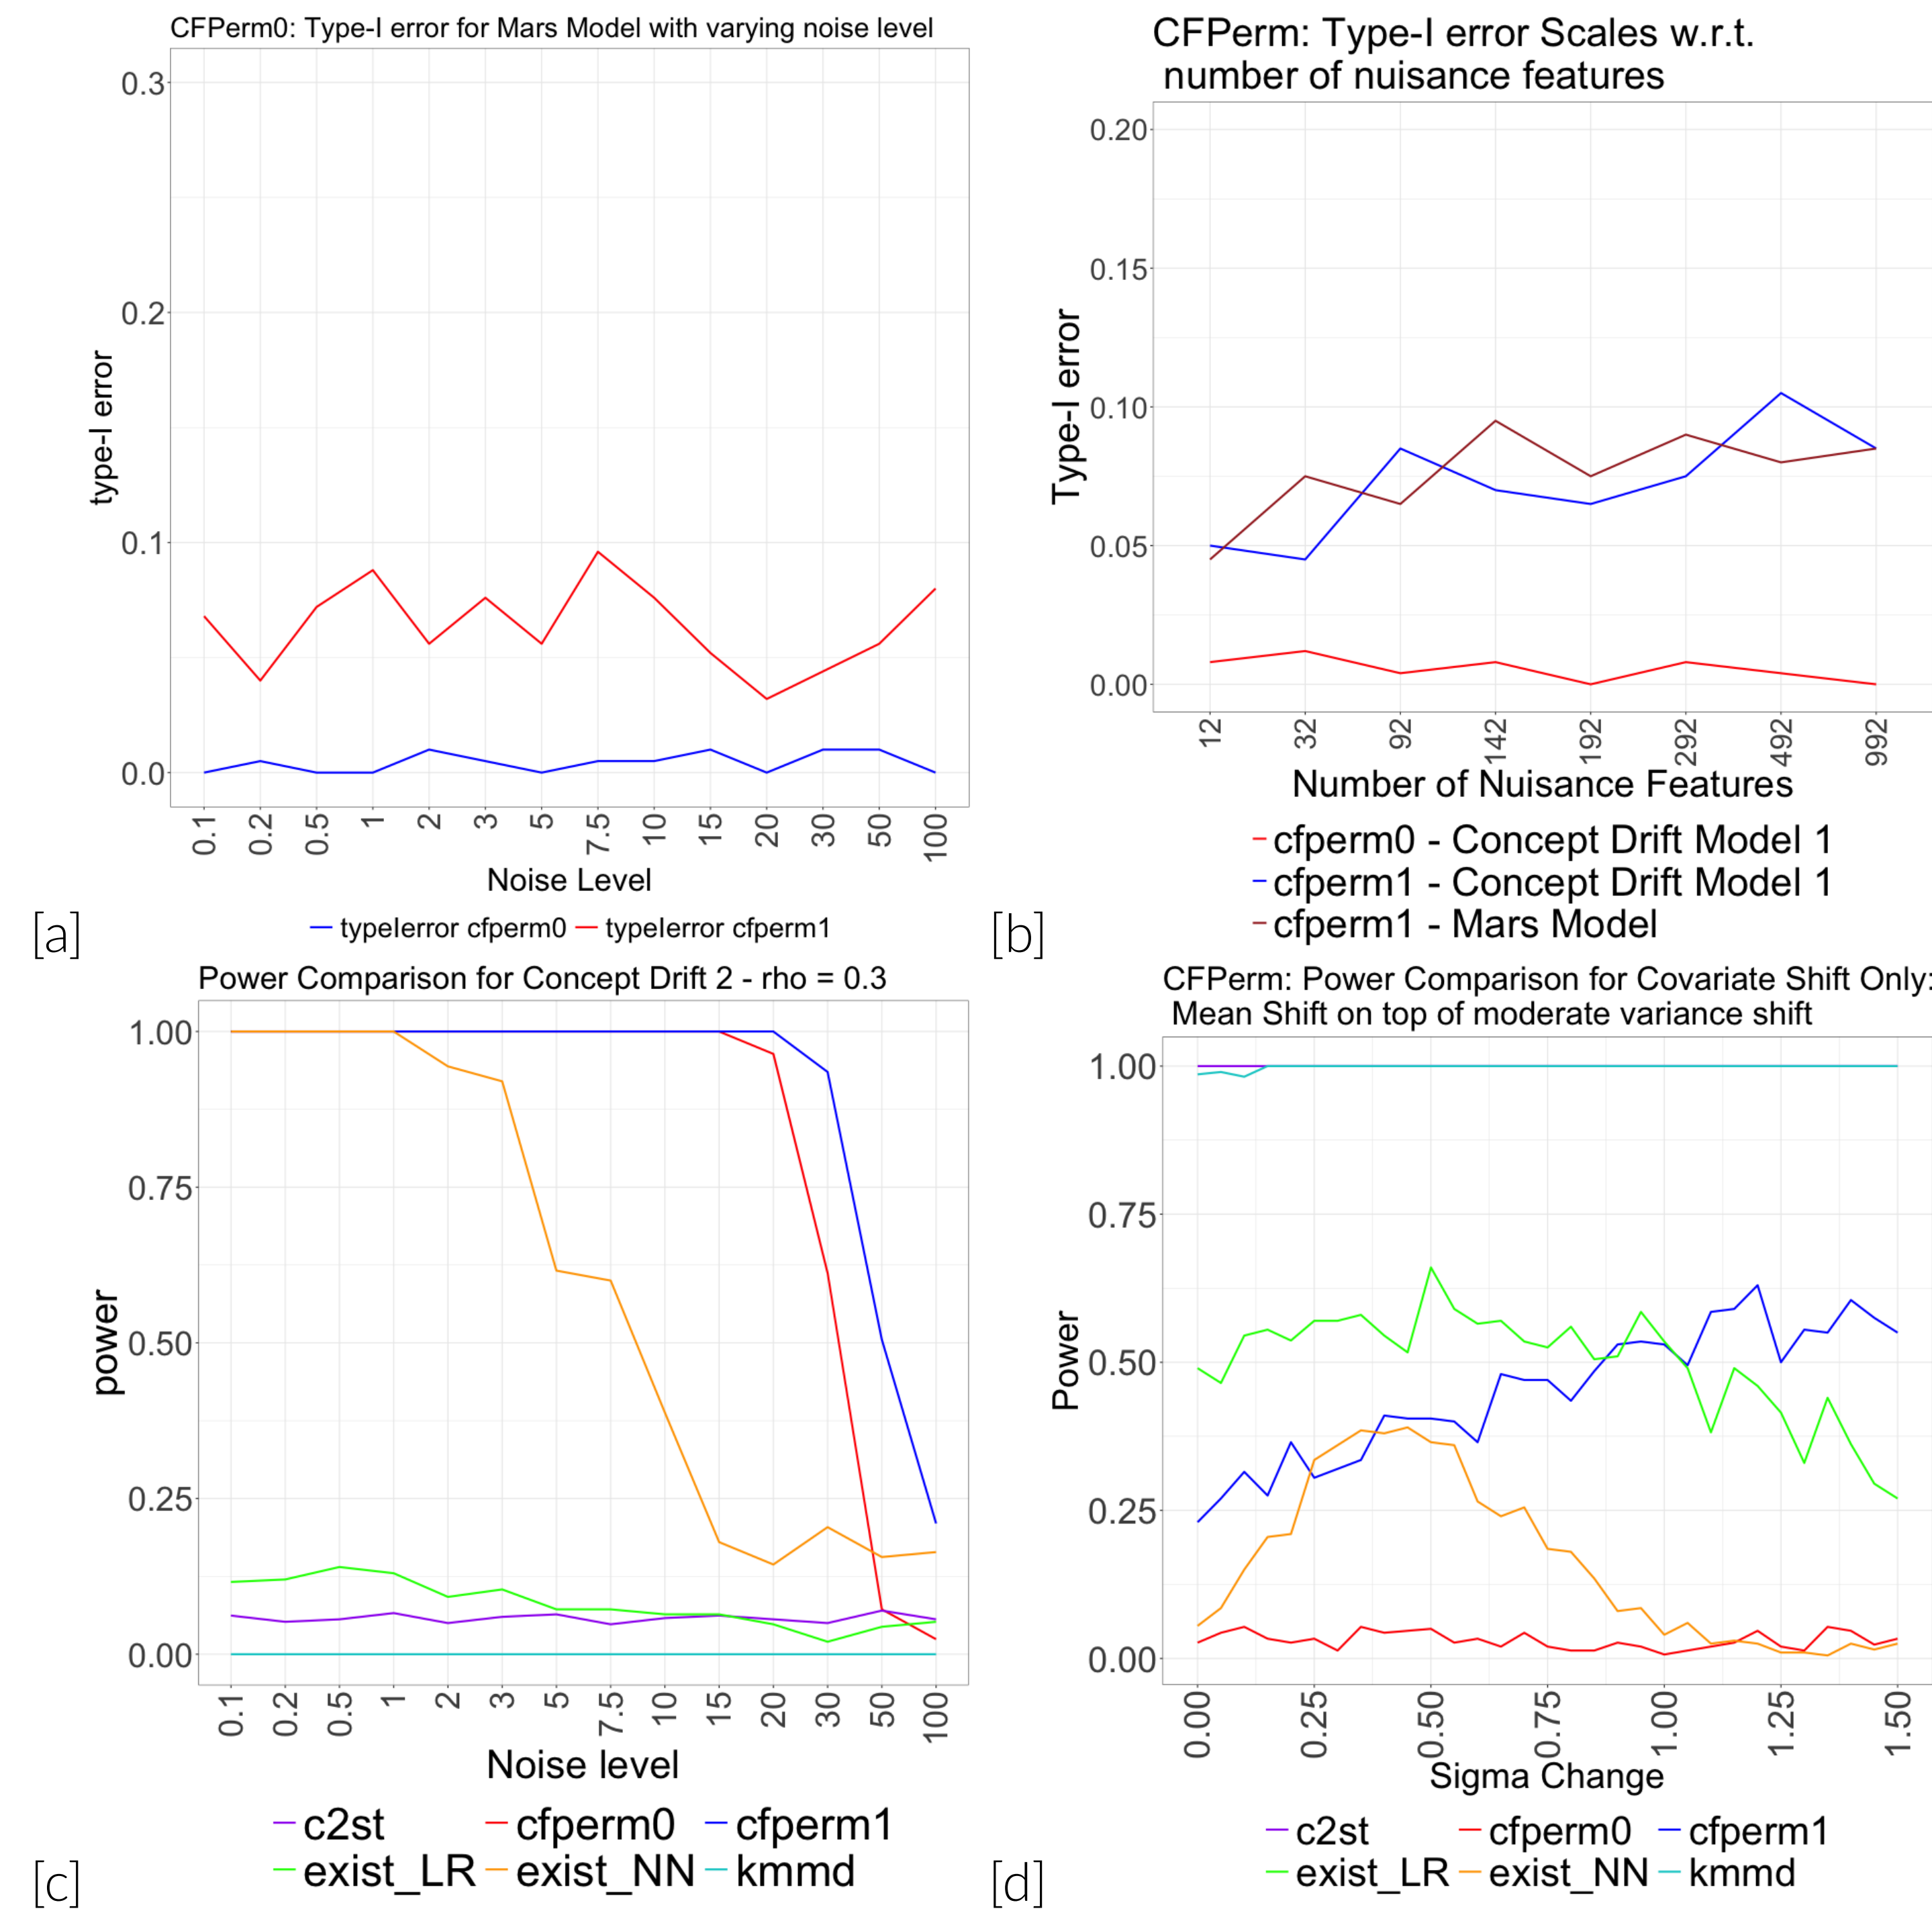 CFPerm0: Type-I error for Mars Model with varying noise level
0.3
0.2
0.1
0.0
type-I error
0.1 0.2 0.5 1 2 3 5 7.5 10 15 20 30 50 100
Noise Level
typeIerror cfperm0 typeIerror cfperm1
[a]
CFPerm: Type-I error Scales w.r.t.
number of nuisance features
0.20
0.15
0.10
0.05
0.00
Type-I error
12 32 92 142 192 292 492 992
Number of Nuisance Features
cfperm0 - Concept Drift Model 1
cfperm1 - Concept Drift Model 1
cfperm1 - Mars Model
[b]
Power Comparison for Concept Drift 2 - rho = 0.3
1.00
0.75
0.50
0.25
0.00
power
0.1 0.2 0.5 1 2 3 5 7.5 10 15 20 30 50 100
Noise level
c2st cfperm0 cfperm1
exist_LR exist_NN kmmd
[c]
CFPerm: Power Comparison for Covariate Shift Only:
Mean Shift on top of moderate variance shift
1.00
0.75
0.50
0.25
0.00
Power
0.00 0.25 0.50 0.75 1.00 1.25 1.50
Sigma Change
c2st cfperm0 cfperm1
exist_LR exist_NN kmmd
[d]